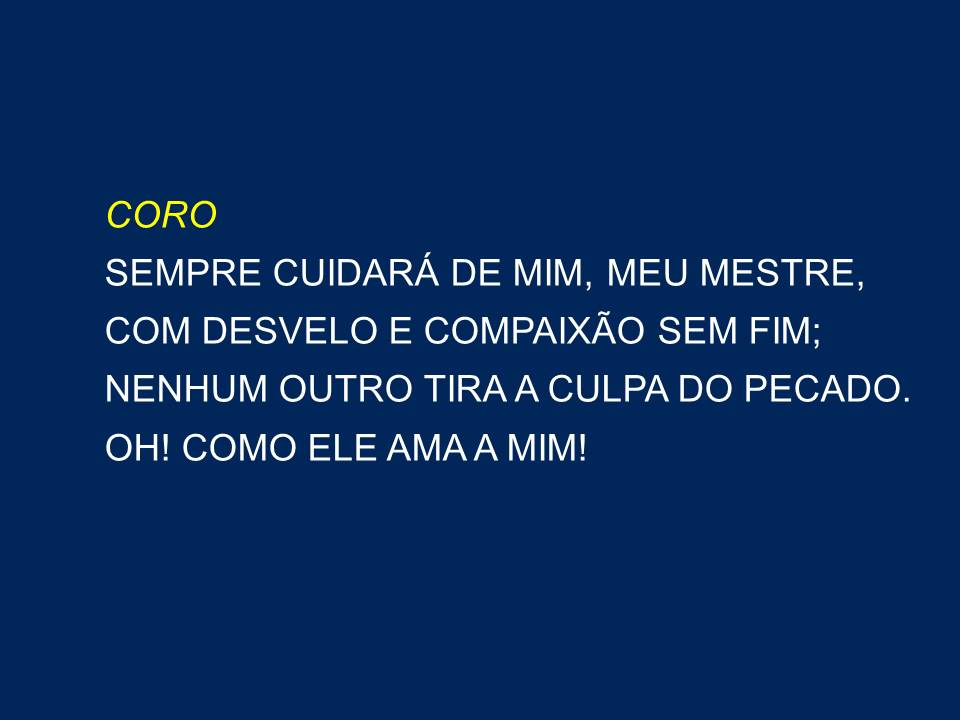 CORO
SEMPRE CUIDARÁ DE MIM, MEU MESTRE,
COM DESVELO E COMPAIXÃO SEM FIM;
NENHUM OUTRO TIRA A CULPA DO PECADO.
OH! COMO ELE AMA A MIM!